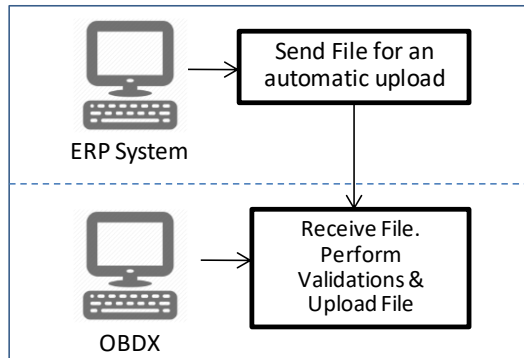 Send File for an
automatic upload
ERP System
Receive File.
Perform
Validations &
Upload File
OBDX